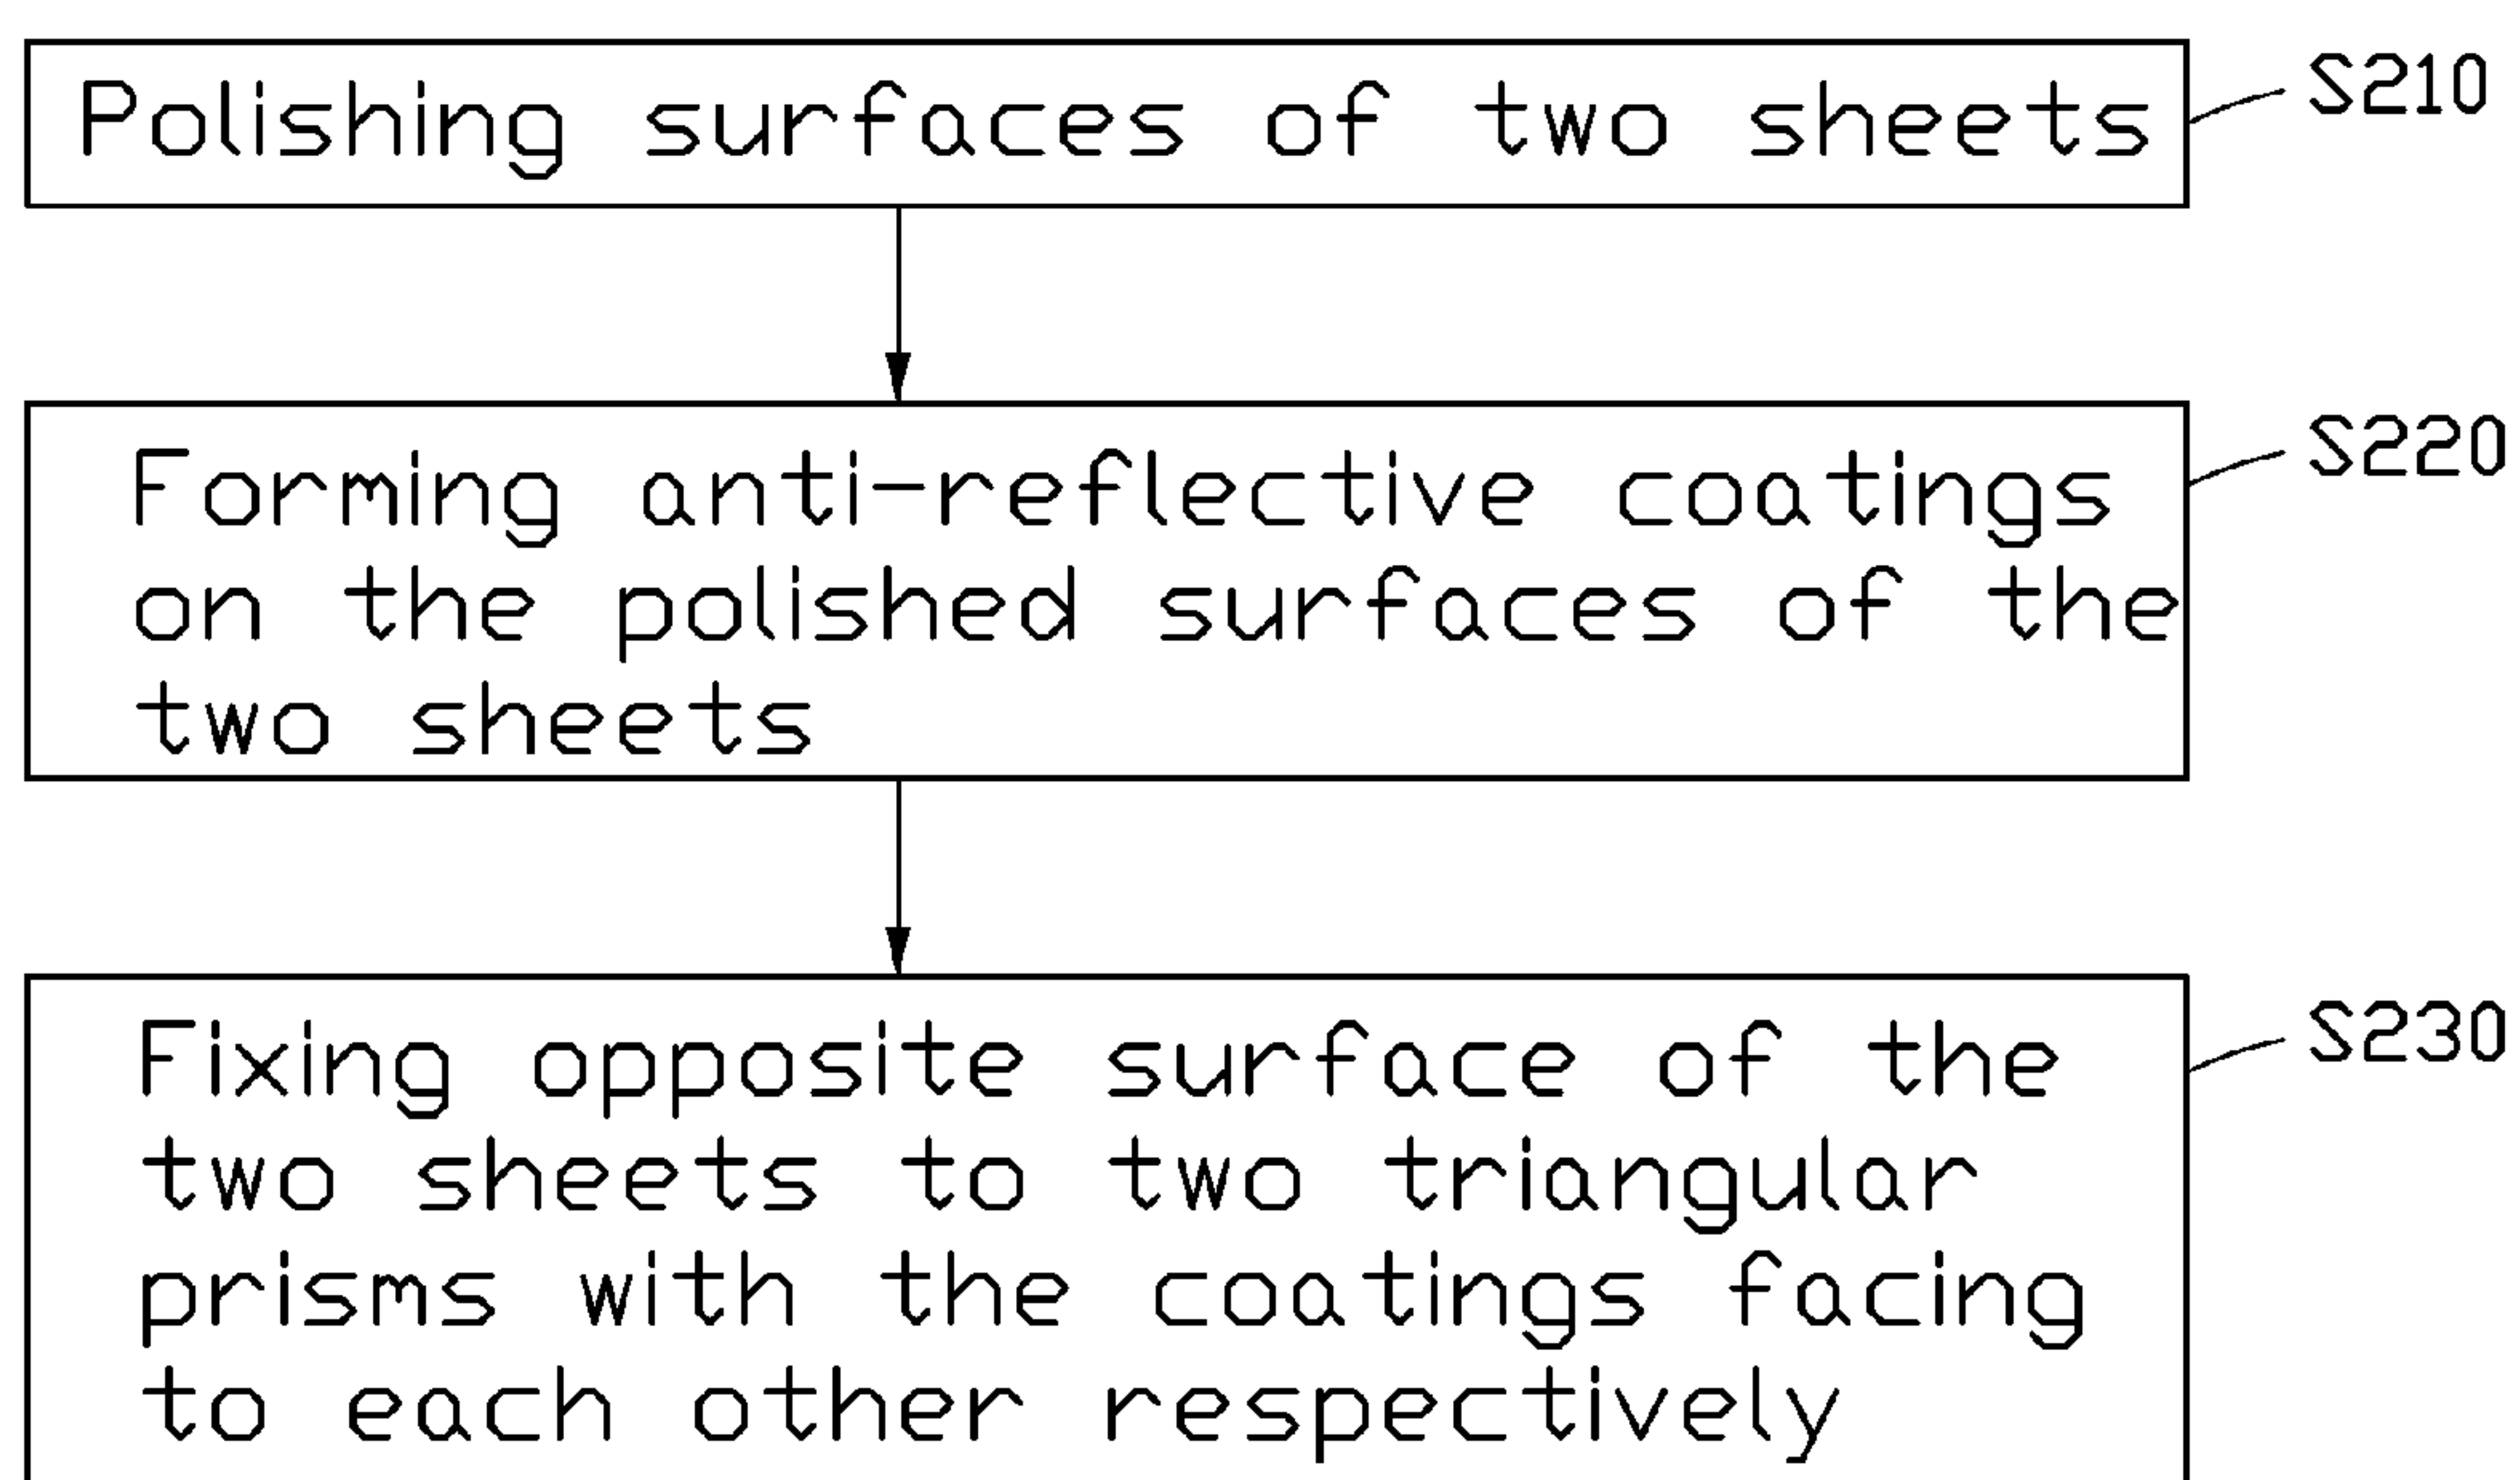 Polishing surfaces of two sheets
S210
Forming anti-reflective coatings
S220
on the polished surfaces of the
two sheets
Fixing opposite surface of the
S230
two sheets to two triangular
prisms with the coatings facing
to each other respectively